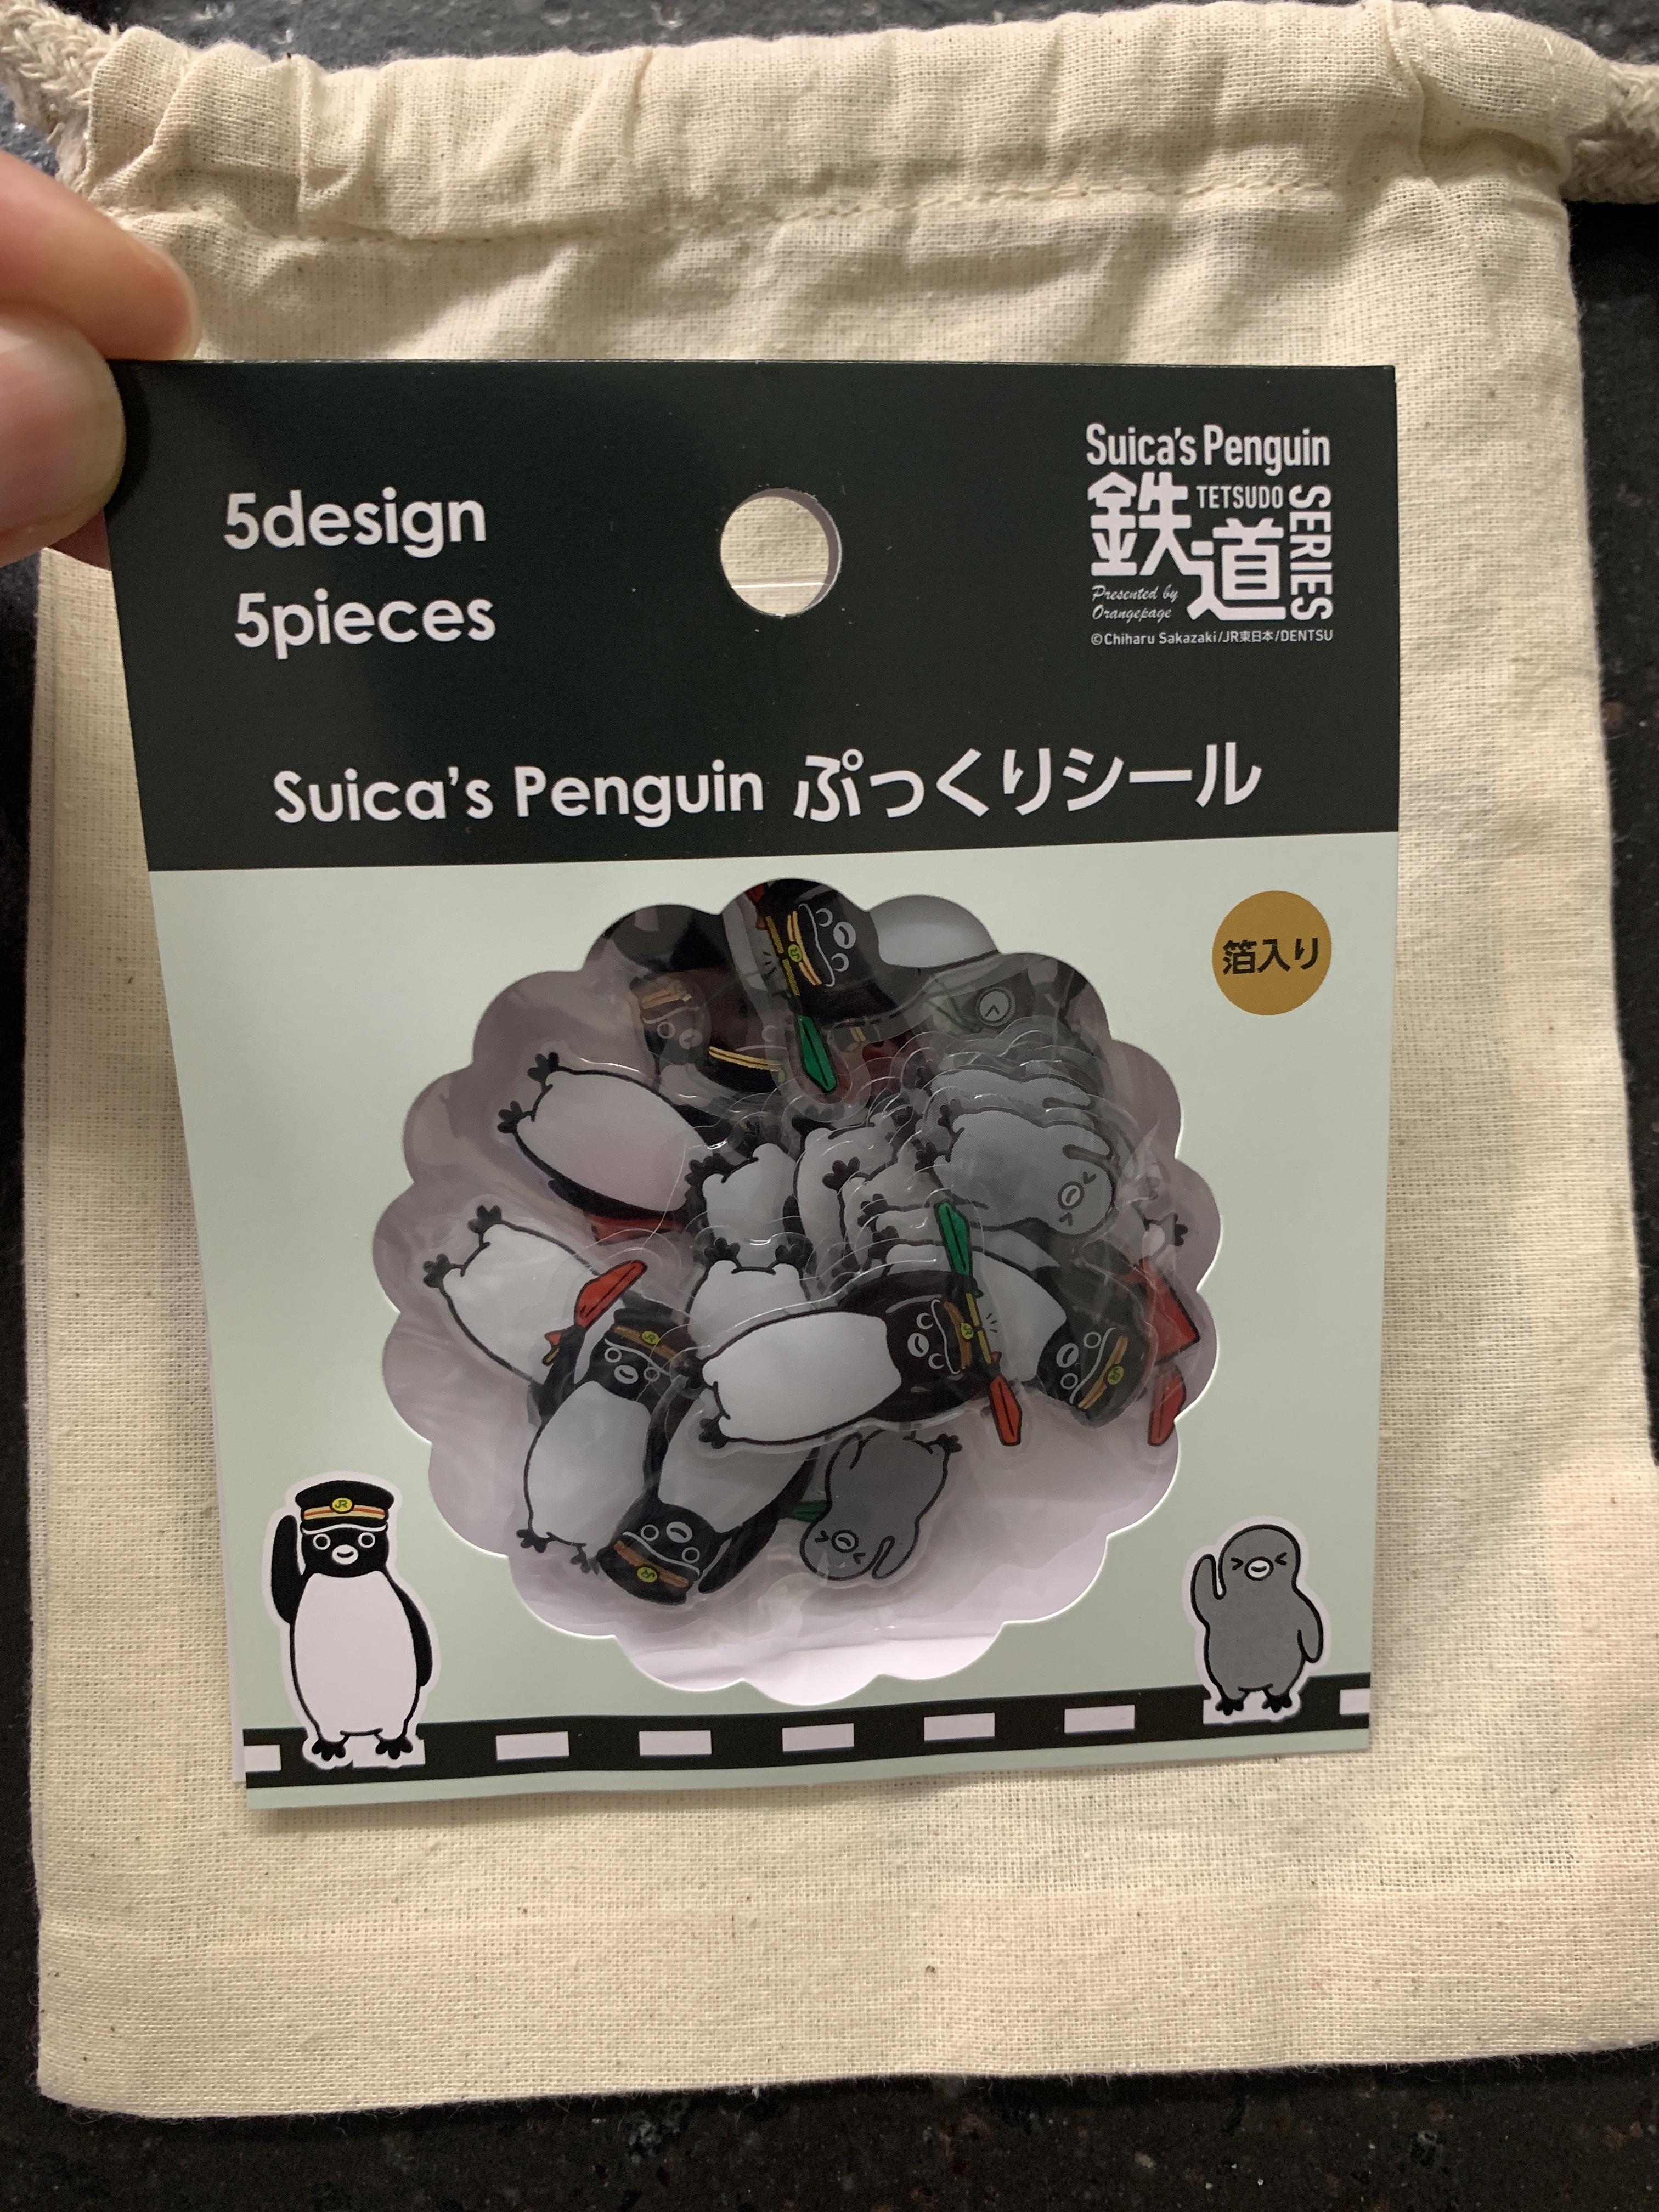 5design
5pieces
Suica's Penguin
鉄道
TETSUDO
SERIES
Presented by
Orangepage
©Chiharu Sakazaki/JR東日本/DENTSU
Suica's Penguin ぷっくりシール
箔入り
JR